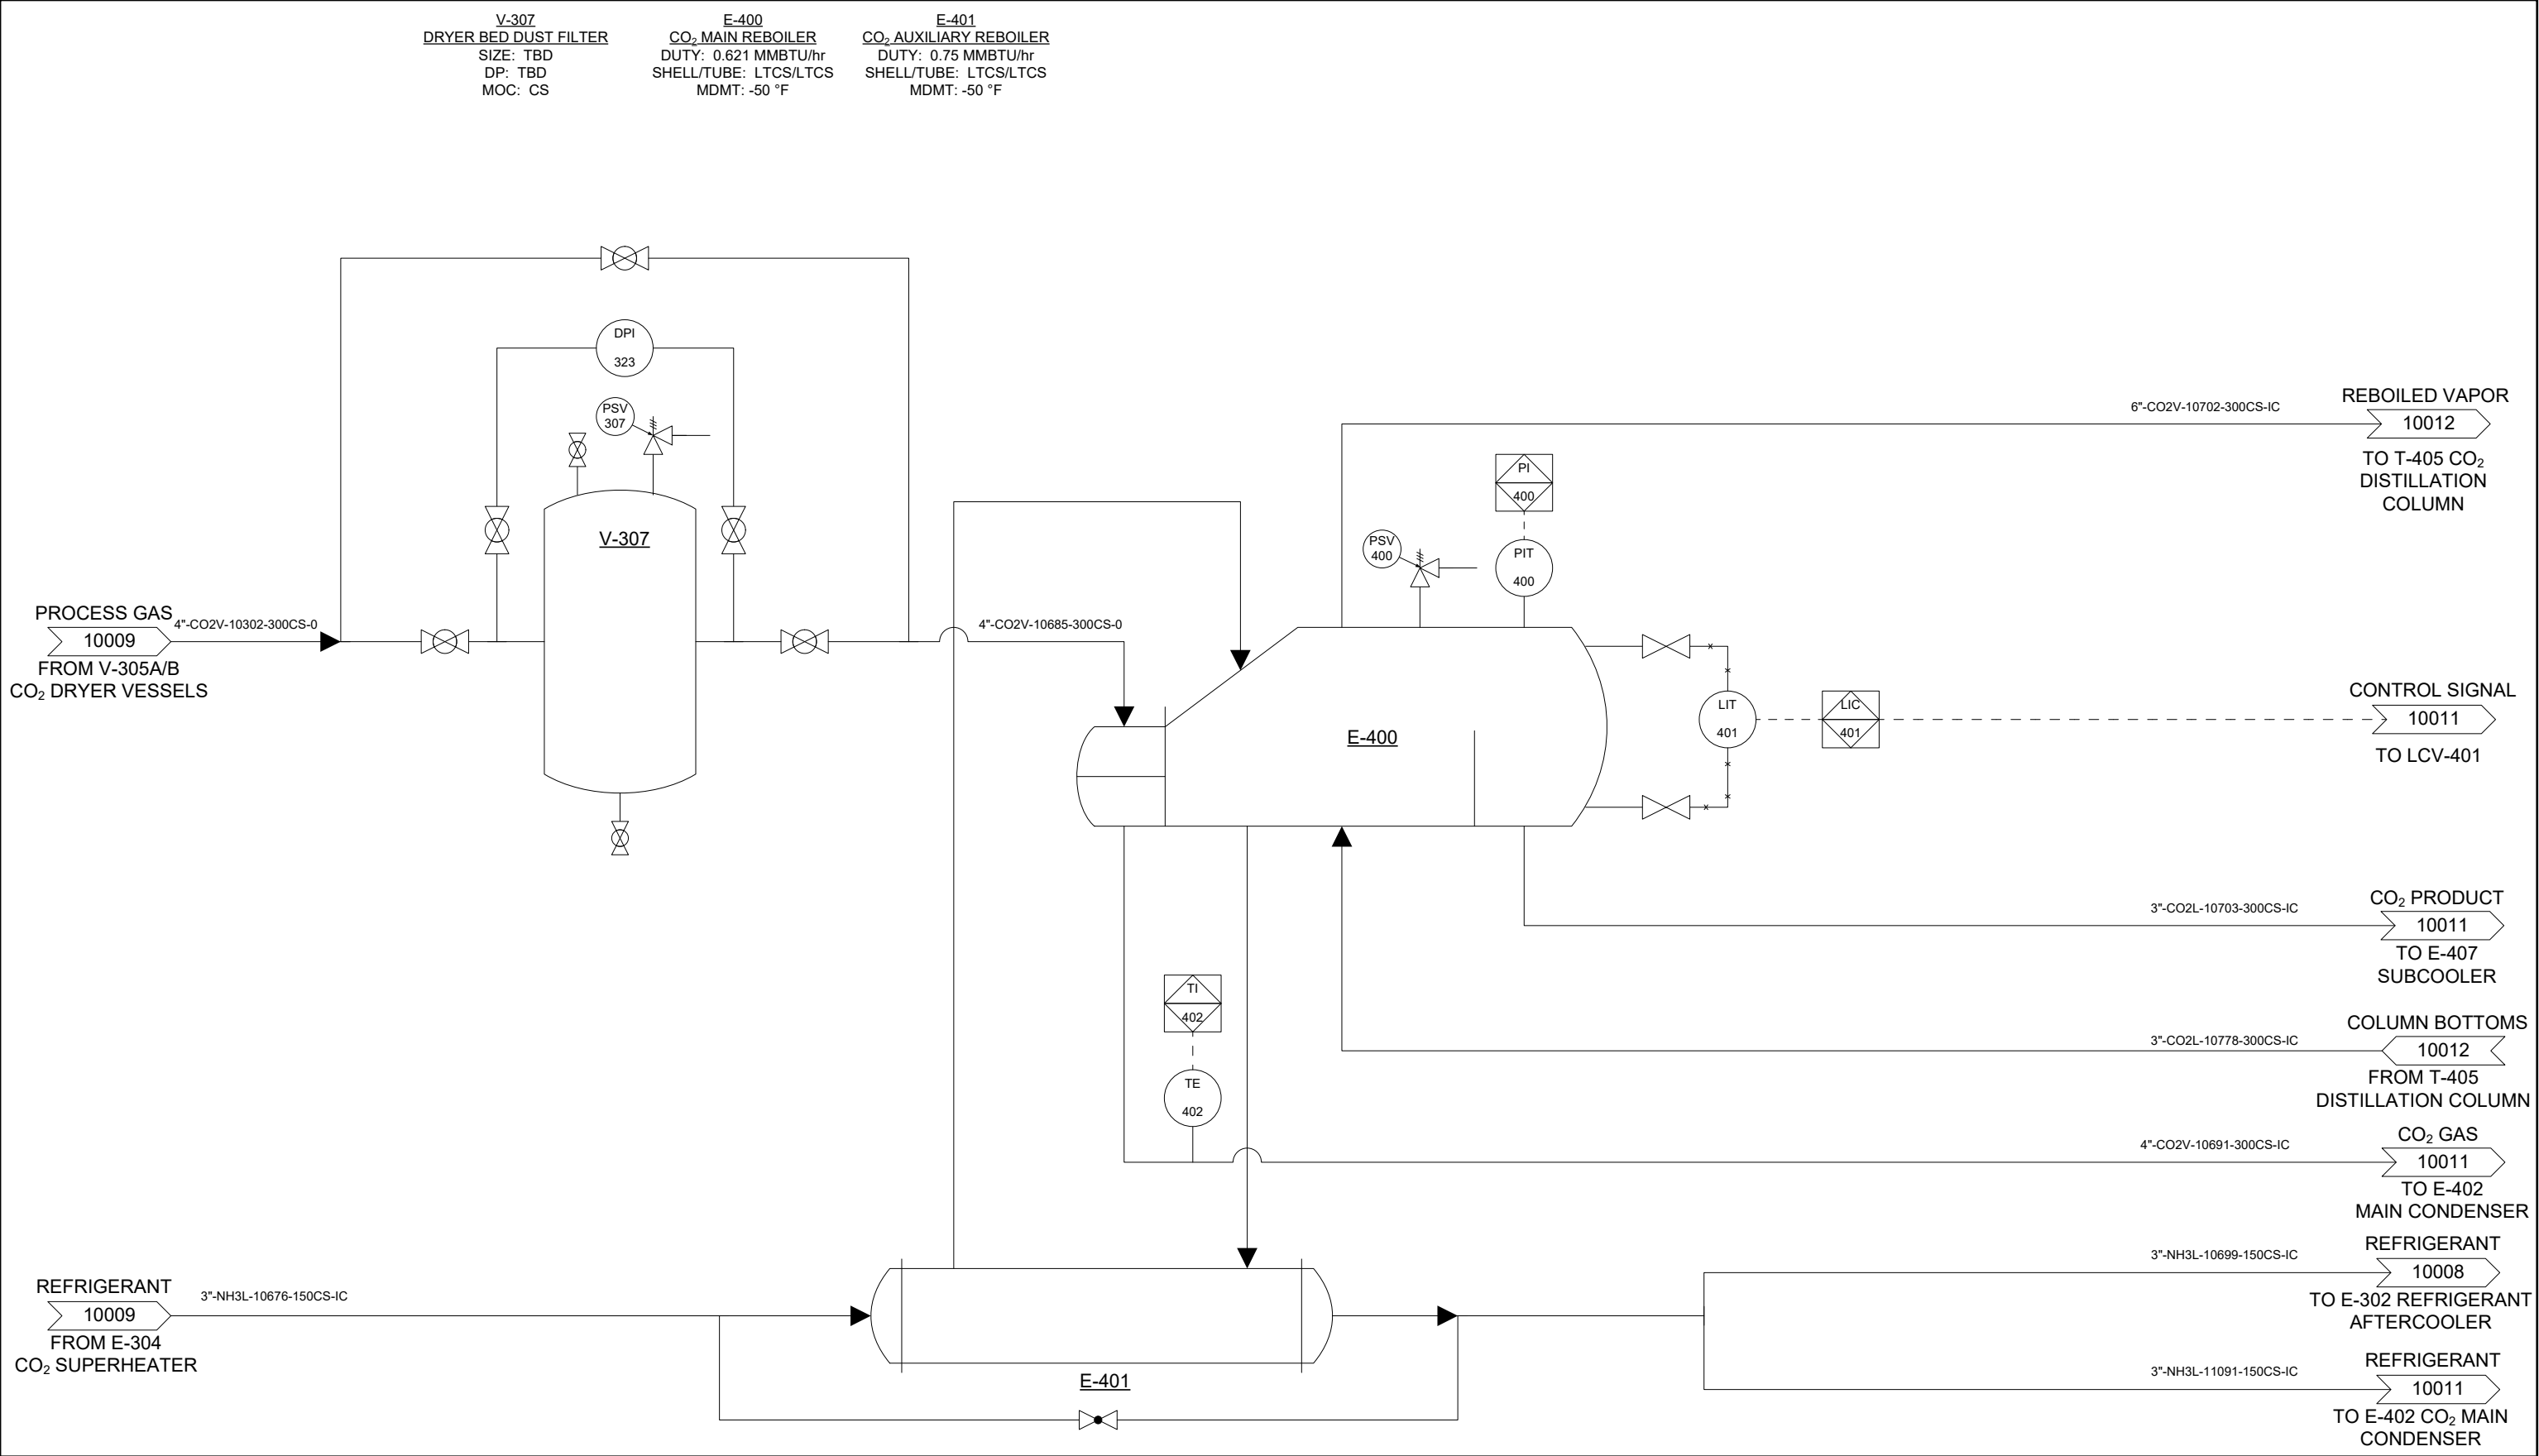 V-307
DRYER BED DUST FILTER
SIZE: TBD
DP: TBD
MOC: CS
E-400
CO₂ MAIN REBOILER
DUTY: 0.621 MMBTU/hr
SHELL/TUBE: LTCS/LTCS
MDMT: -50 °F
E-401
CO₂ AUXILIARY REBOILER
DUTY: 0.75 MMBTU/hr
SHELL/TUBE: LTCS/LTCS
MDMT: -50 °F
DPI
323
PSV
307
V-307
PROCESS GAS
10009
FROM V-305A/B
CO₂ DRYER VESSELS
4"-CO2V-10302-300CS-0
4"-CO2V-10685-300CS-0
PSV
400
PI
400
PIT
400
E-400
LIT
401
LIC
401
6"-CO2V-10702-300CS-IC
REBOILED VAPOR
10012
TO T-405 CO₂
DISTILLATION
COLUMN
CONTROL SIGNAL
10011
TO LCV-401
3"-CO2L-10703-300CS-IC
CO₂ PRODUCT
10011
TO E-407
SUBCOOLER
TI
402
TE
402
3"-CO2L-10778-300CS-IC
COLUMN BOTTOMS
10012
FROM T-405
DISTILLATION COLUMN
4"-CO2V-10691-300CS-IC
CO₂ GAS
10011
TO E-402
MAIN CONDENSER
REFRIGERANT
10009
FROM E-304
CO₂ SUPERHEATER
3"-NH3L-10676-150CS-IC
E-401
3"-NH3L-10699-150CS-IC
REFRIGERANT
10008
TO E-302 REFRIGERANT
AFTERCOOLER
3"-NH3L-11091-150CS-IC
REFRIGERANT
10011
TO E-402 CO₂ MAIN
CONDENSER